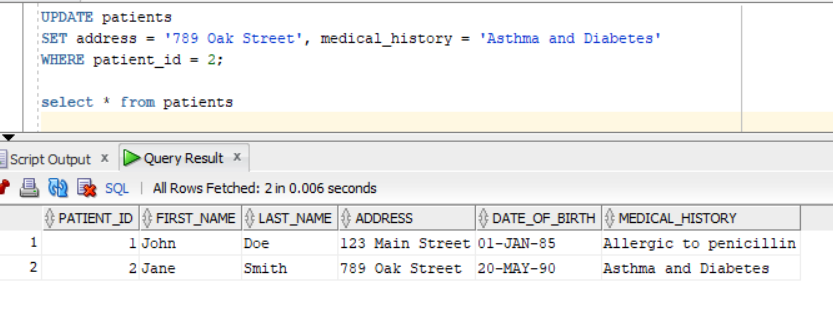 UPDATE patients
SET address = '789 Oak Street', medical_history = 'Asthma and Diabetes'
WHERE patient_id = 2;
select * from patients
Script Output x Query Result x
SQL | All Rows Fetched: 2 in 0.006 seconds
PATIENT_ID FIRST_NAME LAST_NAME ADDRESS DATE_OF_BIRTH MEDICAL_HISTORY
1 1 John Doe 123 Main Street 01-JAN-85 Allergic to penicillin
2 2 Jane Smith 789 Oak Street 20-MAY-90 Asthma and Diabetes